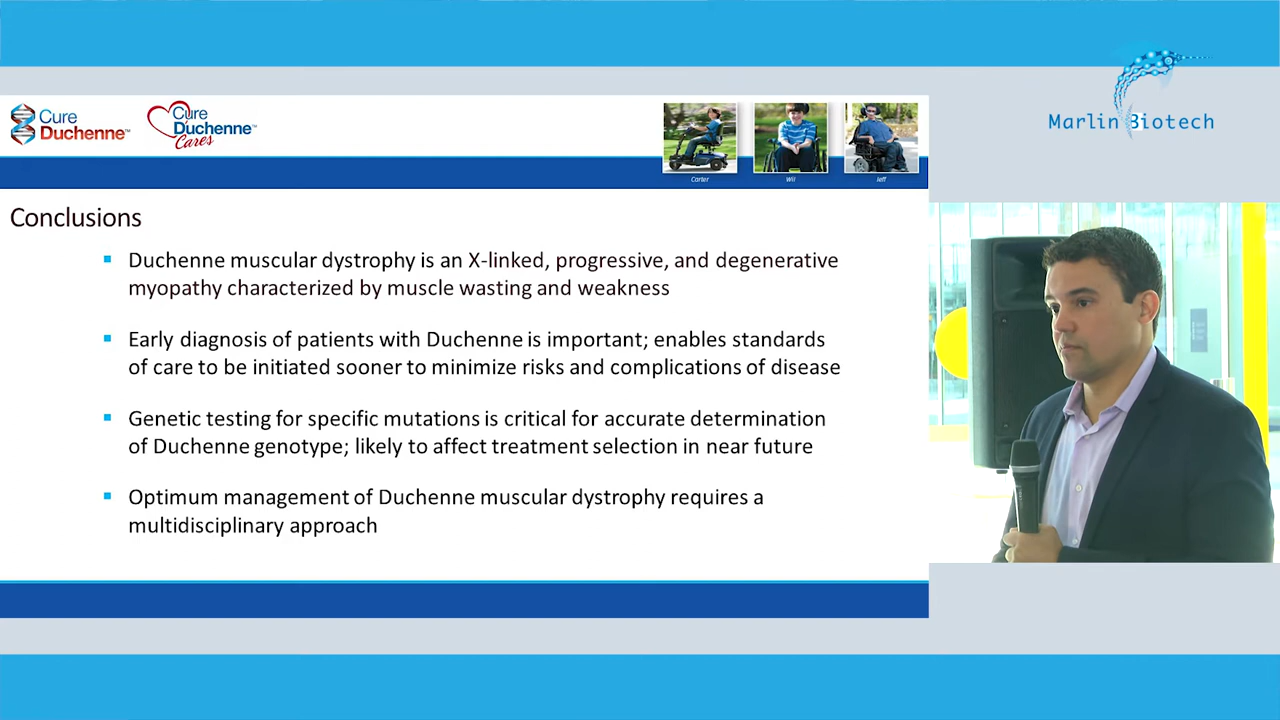 Cure
Duchenne™
Cure
Duchenne™
Cares
Marlin Biotech
Carter
Will
Jeff
Conclusions
Duchenne muscular dystrophy is an X-linked, progressive, and degenerative
myopathy characterized by muscle wasting and weakness
Early diagnosis of patients with Duchenne is important; enables standards
of care to be initiated sooner to minimize risks and complications of disease
Genetic testing for specific mutations is critical for accurate determination
of Duchenne genotype; likely to affect treatment selection in near future
Optimum management of Duchenne muscular dystrophy requires a
multidisciplinary approach